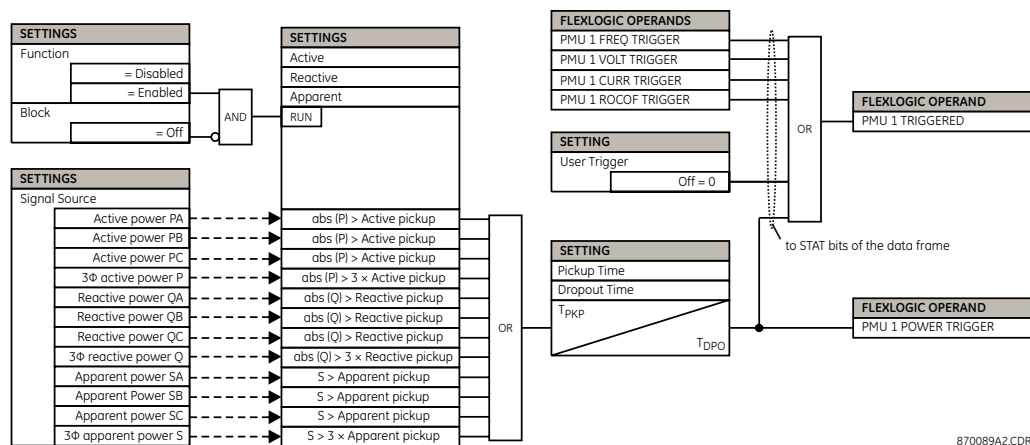 SETTINGS
Function
= Disabled
= Enabled
Block
= Off
AND
SETTINGS
Active
Reactive
Apparent
RUN
SETTINGS
Signal Source
Active power PA
Active power PB
Active power PC
3Φ active power P
Reactive power QA
Reactive power QB
Reactive power QC
3Φ reactive power Q
Apparent power SA
Apparent Power SB
Apparent power SC
3Φ apparent power S
abs (P) > Active pickup
abs (P) > Active pickup
abs (P) > Active pickup
abs (P) > 3 × Active pickup
abs (Q) > Reactive pickup
abs (Q) > Reactive pickup
abs (Q) > Reactive pickup
abs (Q) > 3 × Reactive pickup
S > Apparent pickup
S > Apparent pickup
S > Apparent pickup
S > 3 × Apparent pickup
OR
FLEXLOGIC OPERANDS
PMU 1 FREQ TRIGGER
PMU 1 VOLT TRIGGER
PMU 1 CURR TRIGGER
PMU 1 ROCOF TRIGGER
SETTING
User Trigger
Off = 0
OR
FLEXLOGIC OPERAND
PMU 1 TRIGGERED
to STAT bits of the data frame
SETTING
Pickup Time
Dropout Time
TPKP
TDPO
FLEXLOGIC OPERAND
PMU 1 POWER TRIGGER
870089A2.CDR